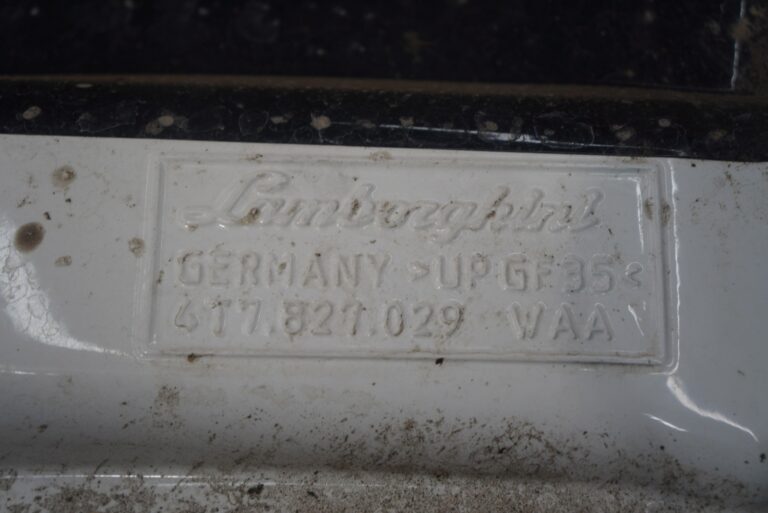 Lamborghini
GERMANY >UP GF35<
4T7.827.029 WAA